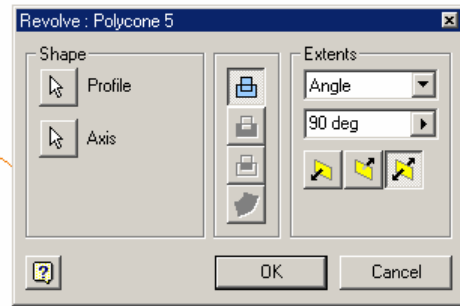 Revolve : Polycone 5
Shape
Profile
Axis
Extents
Angle
90 deg
OK
Cancel